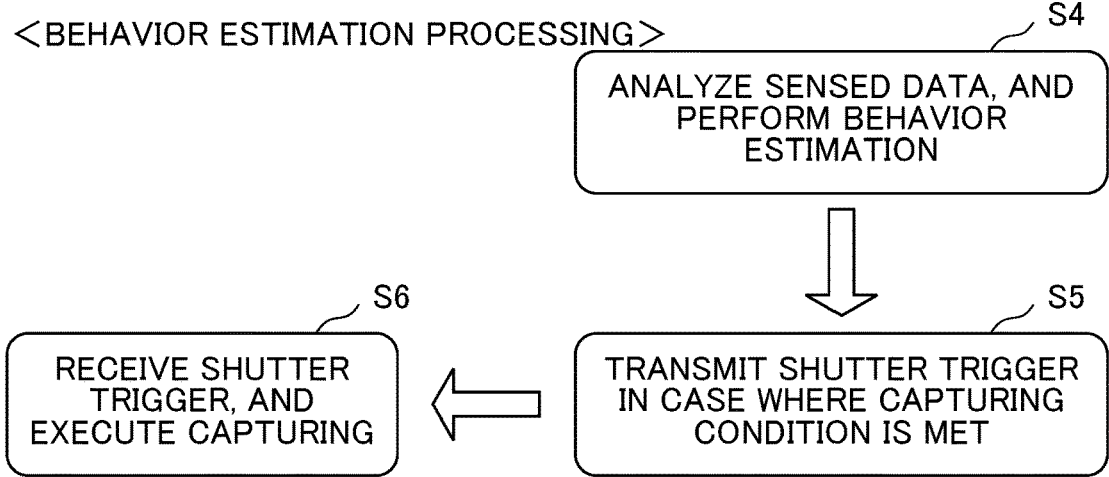 S4
<BEHAVIOR ESTIMATION PROCESSING>
ANALYZE SENSED DATA, AND
PERFORM BEHAVIOR
ESTIMATION
S6
S5
RECEIVE SHUTTER
TRIGGER, AND
EXECUTE CAPTURING
TRANSMIT SHUTTER TRIGGER
IN CASE WHERE CAPTURING
CONDITION IS MET